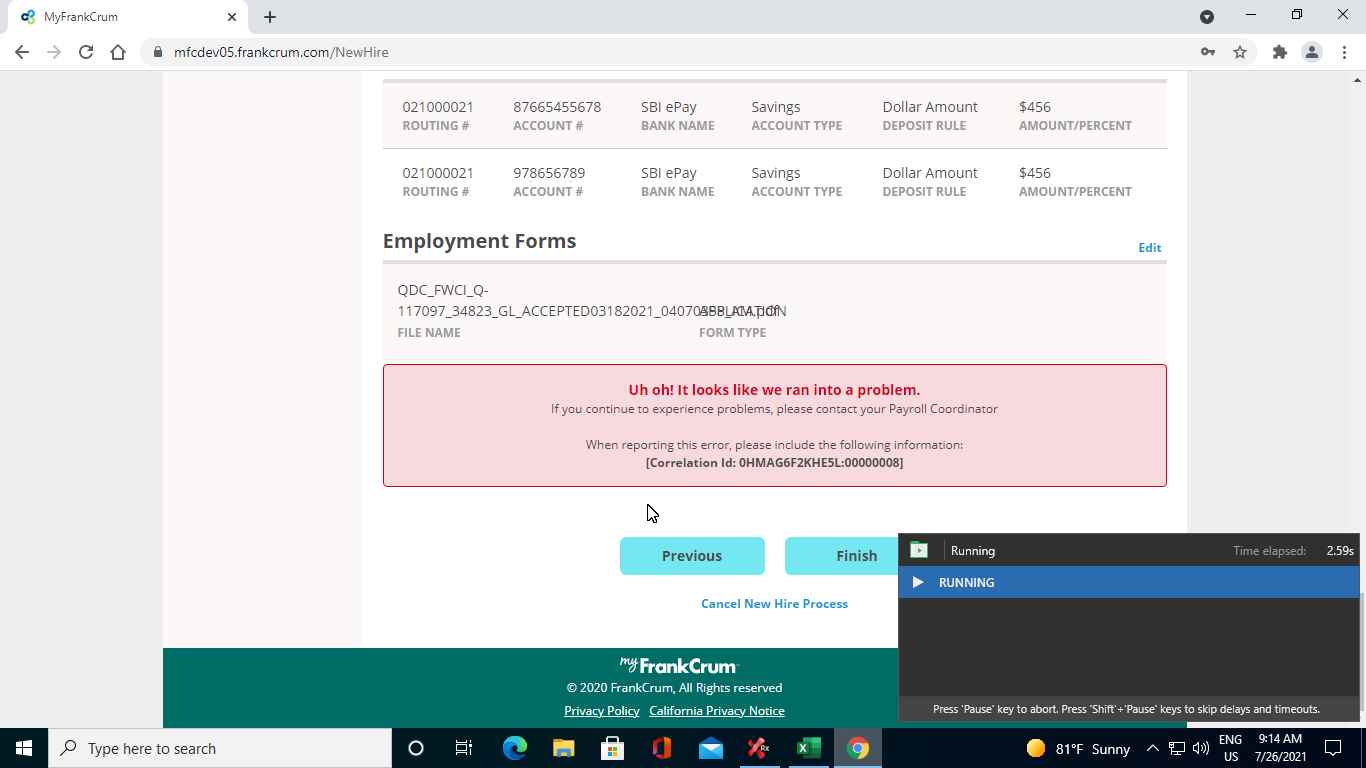 MyFrankCrum
mfcdev05.frankcrum.com/NewHire
021000021 87665455678 SBI ePay Savings Dollar Amount $456
ROUTING # ACCOUNT # BANK NAME ACCOUNT TYPE DEPOSIT RULE AMOUNT/PERCENT
021000021 978656789 SBI ePay Savings Dollar Amount $456
ROUTING # ACCOUNT # BANK NAME ACCOUNT TYPE DEPOSIT RULE AMOUNT/PERCENT
Employment Forms Edit
QDC_FWCI_Q-
APPLICATION
FILE NAME FORM TYPE
Uh oh! It looks like we ran into a problem.
If you continue to experience problems, please contact your Payroll Coordinator
When reporting this error, please include the following information:
[Correlation Id: 0HMAG6F2KHE5L:00000008]
Previous Finish
Cancel New Hire Process
Running Time elapsed: 2.59s
RUNNING
Press 'Pause' key to abort. Press 'Shift'+'Pause' keys to skip delays and timeouts.
my FrankCrum
© 2020 FrankCrum, All Rights reserved
Privacy Policy California Privacy Notice
Type here to search
Rx
81°F Sunny
ENG
US
9:14 AM
7/26/2021